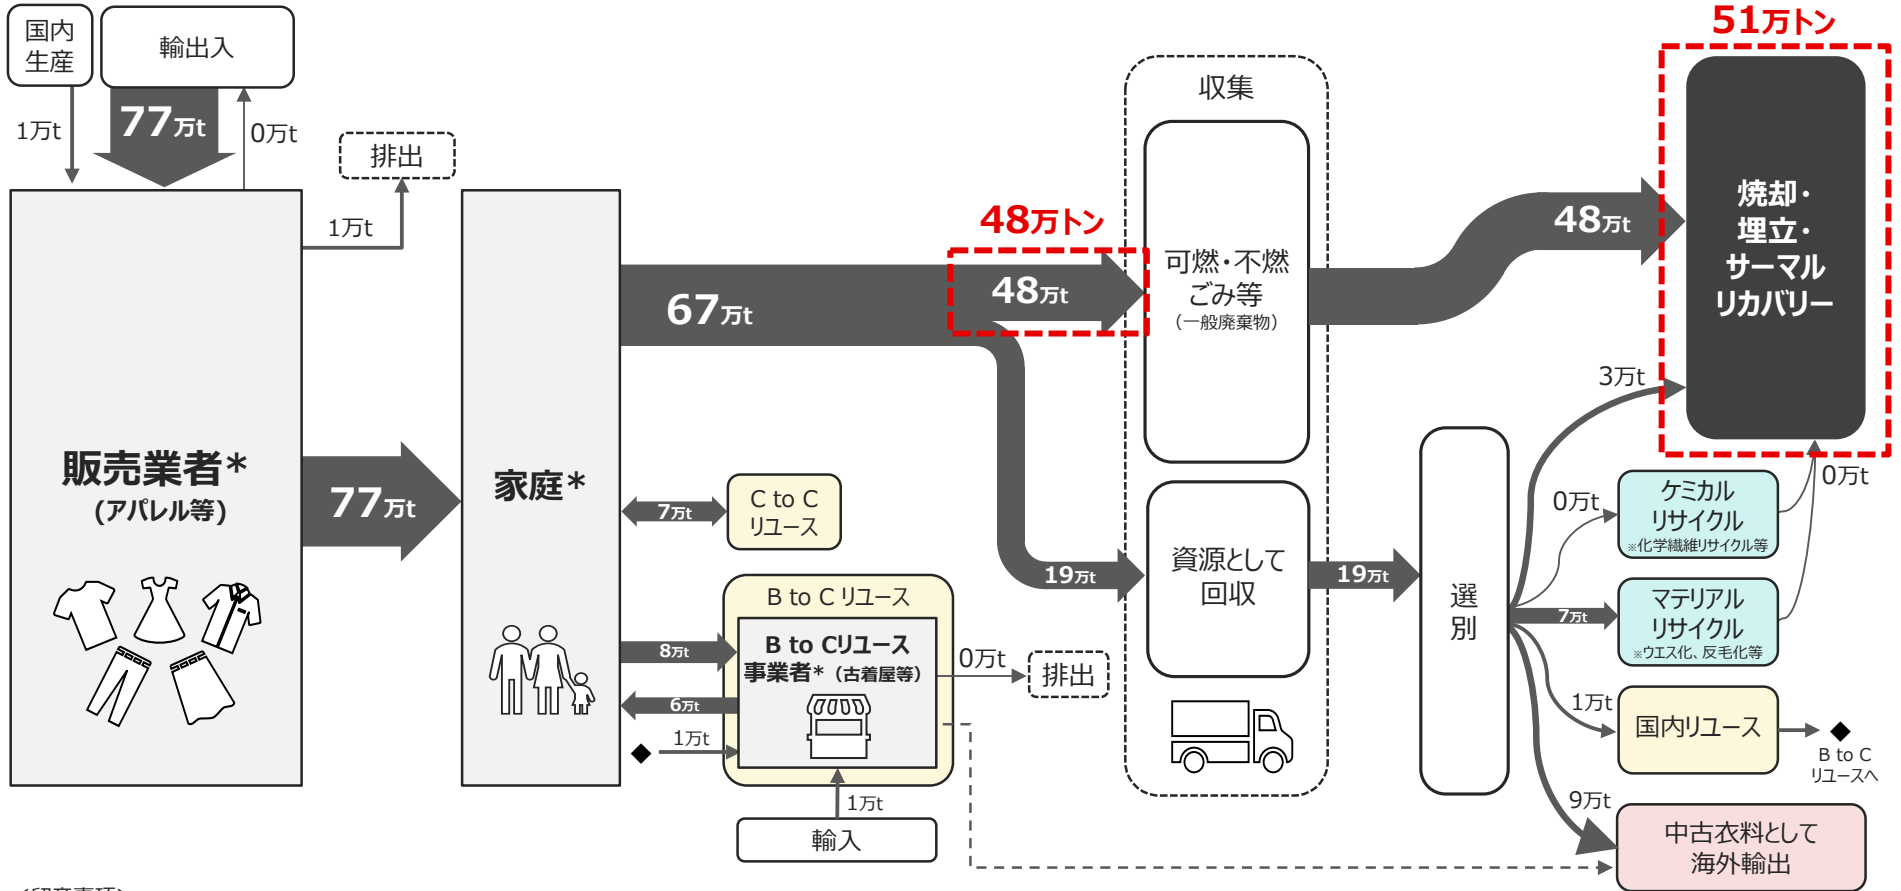 国内
生産
輸出入
1万t
77万t
0万t
排出
1万t
販売業者*
(アパレル等)
77万t
家庭*
67万t
48万トン
48万t
収集
可燃・不燃
ごみ等
(一般廃棄物)
48万t
51万トン
焼却・
埋立・
サーマル
リカバリー
7万t
C to C
リユース
19万t
資源として
回収
19万t
選
別
3万t
0万t
ケミカル
リサイクル
※化学繊維リサイクル等
0万t
7万t
マテリアル
リサイクル
※ウエス化、反毛化等
B to C リユース
8万t
B to Cリユース
事業者*(古着屋等)
6万t
◆
1万t
0万t
排出
1万t
輸入
1万t
国内リユース
◆
B to C
リユースへ
9万t
中古衣料として
海外輸出